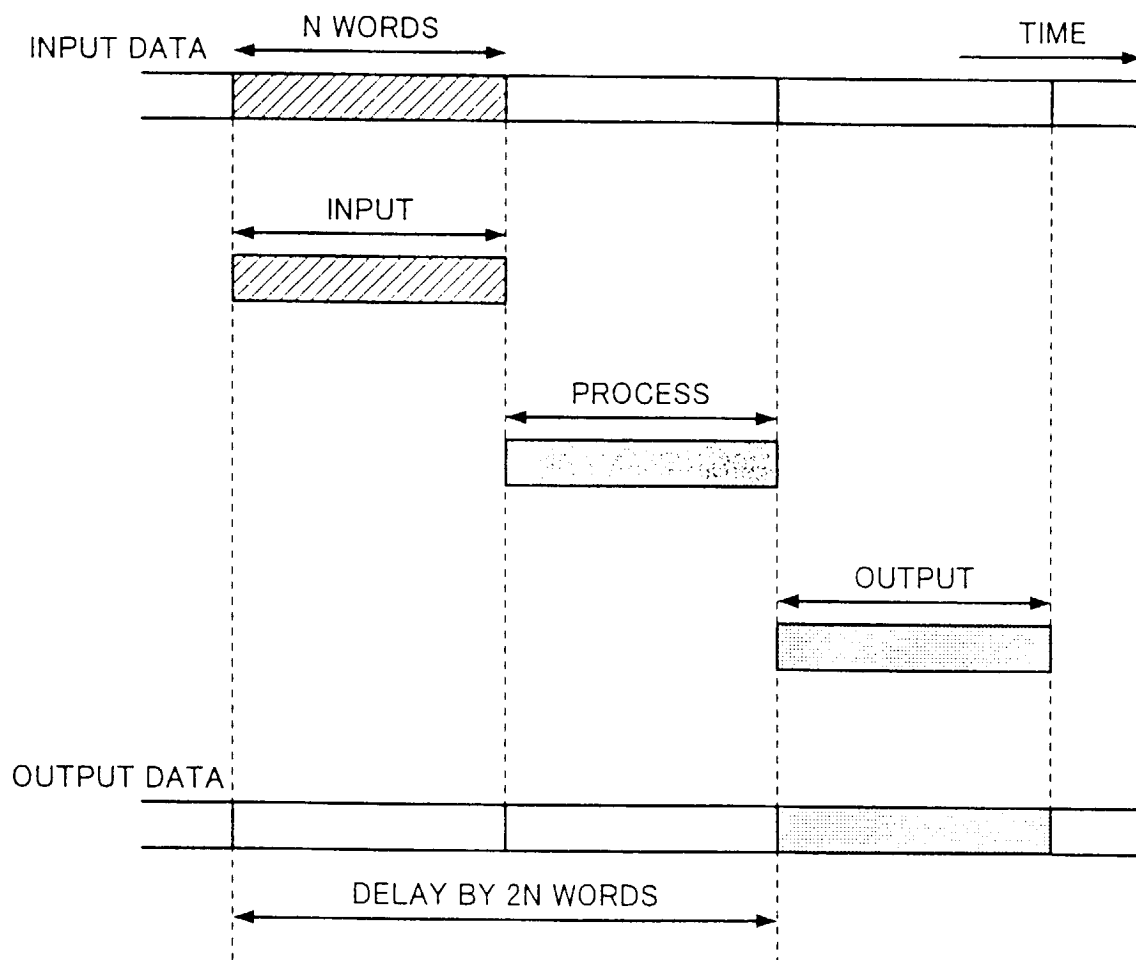 N WORDS
TIME
INPUT DATA
INPUT
PROCESS
OUTPUT
OUTPUT DATA
DELAY BY 2N WORDS